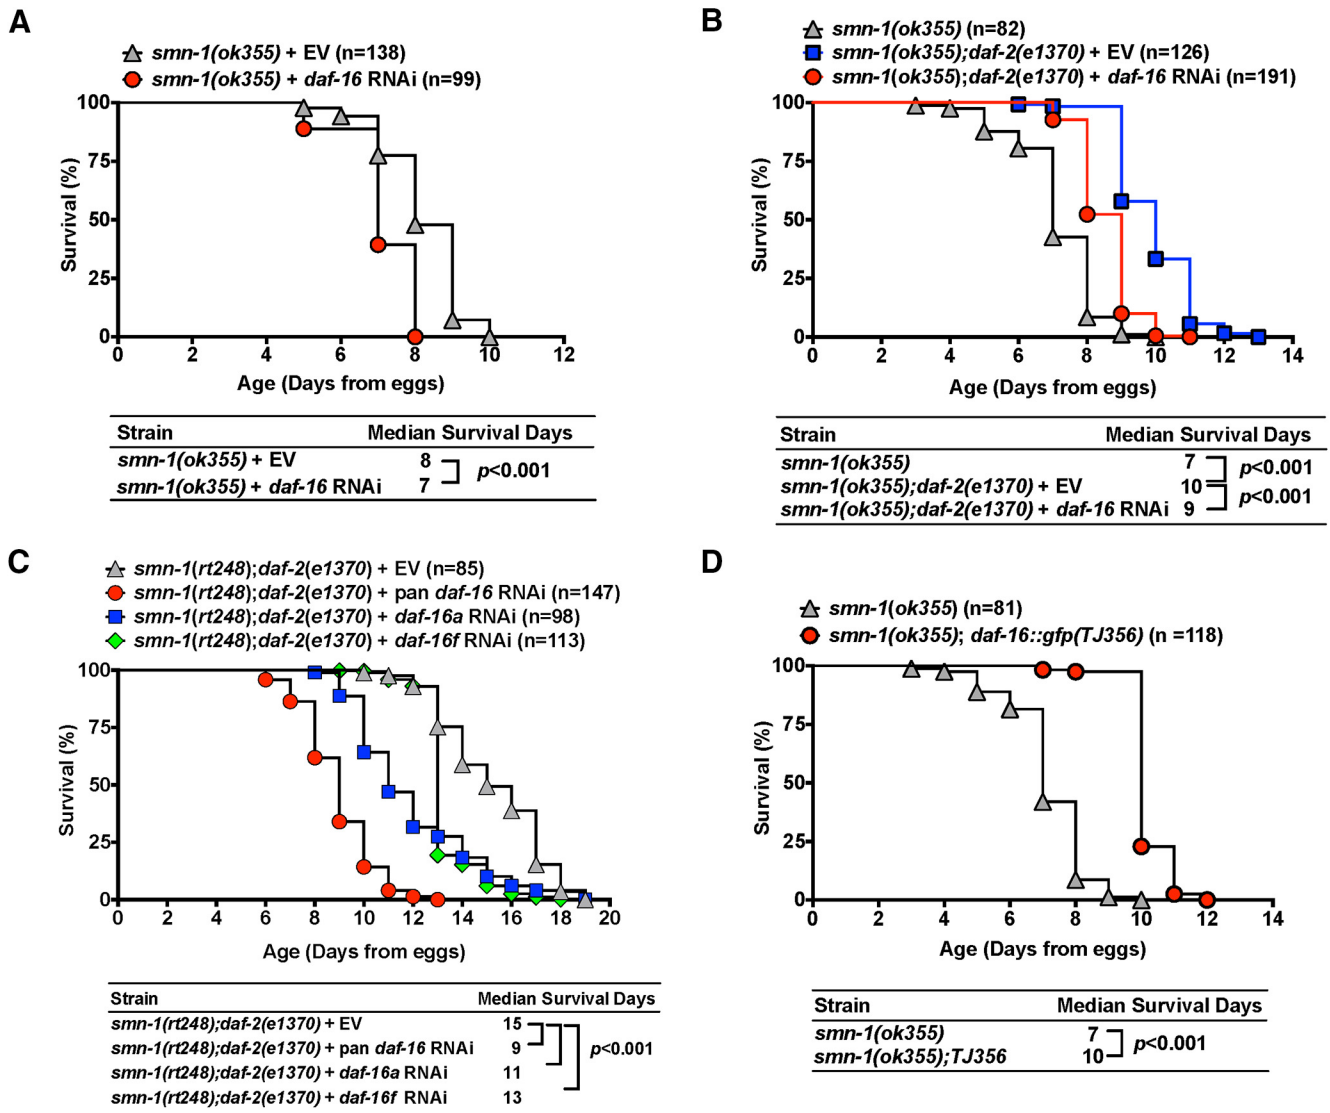 A
smn-1(ok355) + EV (n=138)
smn-1(ok355) + daf-16 RNAi (n=99)
100
75
50
25
0
Survival (%)
0 2 4 6 8 10 12
Age (Days from eggs)
Strain Median Survival Days
smn-1(ok355) + EV 8
smn-1(ok355) + daf-16 RNAi 7
p<0.001
B
smn-1(ok355) (n=82)
smn-1(ok355);daf-2(e1370) + EV (n=126)
smn-1(ok355);daf-2(e1370) + daf-16 RNAi (n=191)
100
75
50
25
0
Survival (%)
0 2 4 6 8 10 12 14
Age (Days from eggs)
Strain Median Survival Days
smn-1(ok355) 7
p<0.001
smn-1(ok355);daf-2(e1370) + EV 10
p<0.001
smn-1(ok355);daf-2(e1370) + daf-16 RNAi 9
C
smn-1(rt248);daf-2(e1370) + EV (n=85)
smn-1(rt248);daf-2(e1370) + pan daf-16 RNAi (n=147)
smn-1(rt248);daf-2(e1370) + daf-16a RNAi (n=98)
smn-1(rt248);daf-2(e1370) + daf-16f RNAi (n=113)
100
75
50
25
0
Survival (%)
0 2 4 6 8 10 12 14 16 18 20
Age (Days from eggs)
Strain Median Survival Days
smn-1(rt248);daf-2(e1370) + EV 15
smn-1(rt248);daf-2(e1370) + pan daf-16 RNAi 9
p<0.001
smn-1(rt248);daf-2(e1370) + daf-16a RNAi 11
smn-1(rt248);daf-2(e1370) + daf-16f RNAi 13
D
smn-1(ok355) (n=81)
smn-1(ok355); daf-16::gfp(TJ356) (n =118)
100
75
50
25
0
Survival (%)
0 2 4 6 8 10 12 14
Age (Days from eggs)
Strain Median Survival Days
smn-1(ok355) 7
smn-1(ok355);TJ356 10
p<0.001